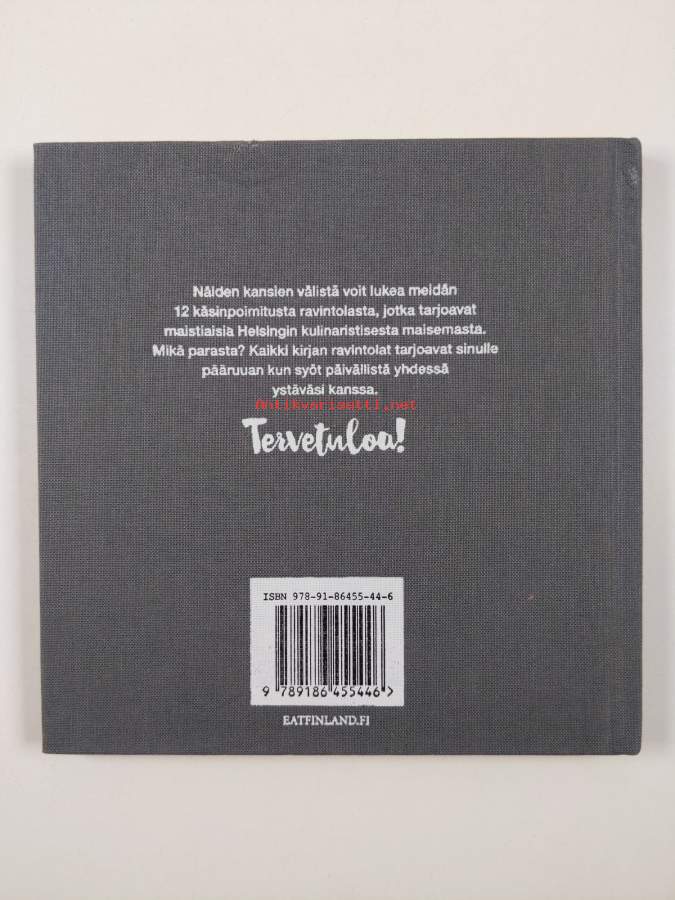 Näiden kansien välistä voit lukea meidän
12 käsinpoimitusta ravintolasta, jotka tarjoavat
maistiaisia Helsingin kulinaristisesta maisemasta.
Mikä parasta? Kaikki kirjan ravintolat tarjoavat sinulle
pääruuan kun syöt päivällistä yhdessä
ystäväsi kanssa.
Antikvariaatti.net
Tervetuloa!
ISBN 978-91-86455-44-6
9 789186 455446 >
EATFINLAND.FI